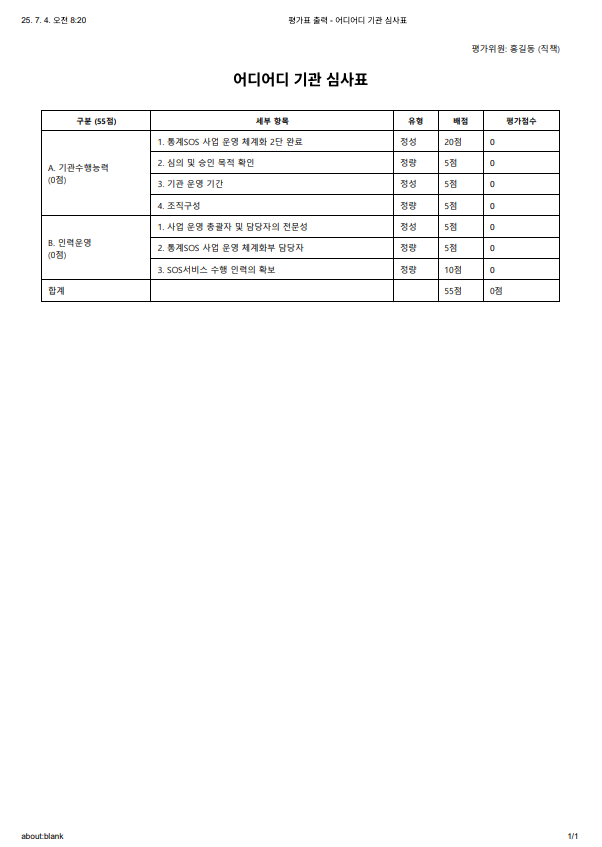 25. 7. 4. 오전 8:20
평가표 출력 - 어디어디 기관 심사표
평가위원: 홍길동 (직책)
어디어디 기관 심사표
구분 (55점) 세부 항목 유형 배점 평가점수
A. 기관수행능력
(0점)
1. 통계SOS 사업 운영 체계화 2단 완료 정성 20점 0
2. 심의 및 승인 목적 확인 정량 5점 0
3. 기관 운영 기간 정성 5점 0
4. 조직구성 정량 5점 0
B. 인력운영
(0점)
1. 사업 운영 총괄자 및 담당자의 전문성 정성 5점 0
2. 통계SOS 사업 운영 체계화부 담당자 정량 5점 0
3. SOS서비스 수행 인력의 확보 정량 10점 0
합계 55점 0점
about:blank
1/1